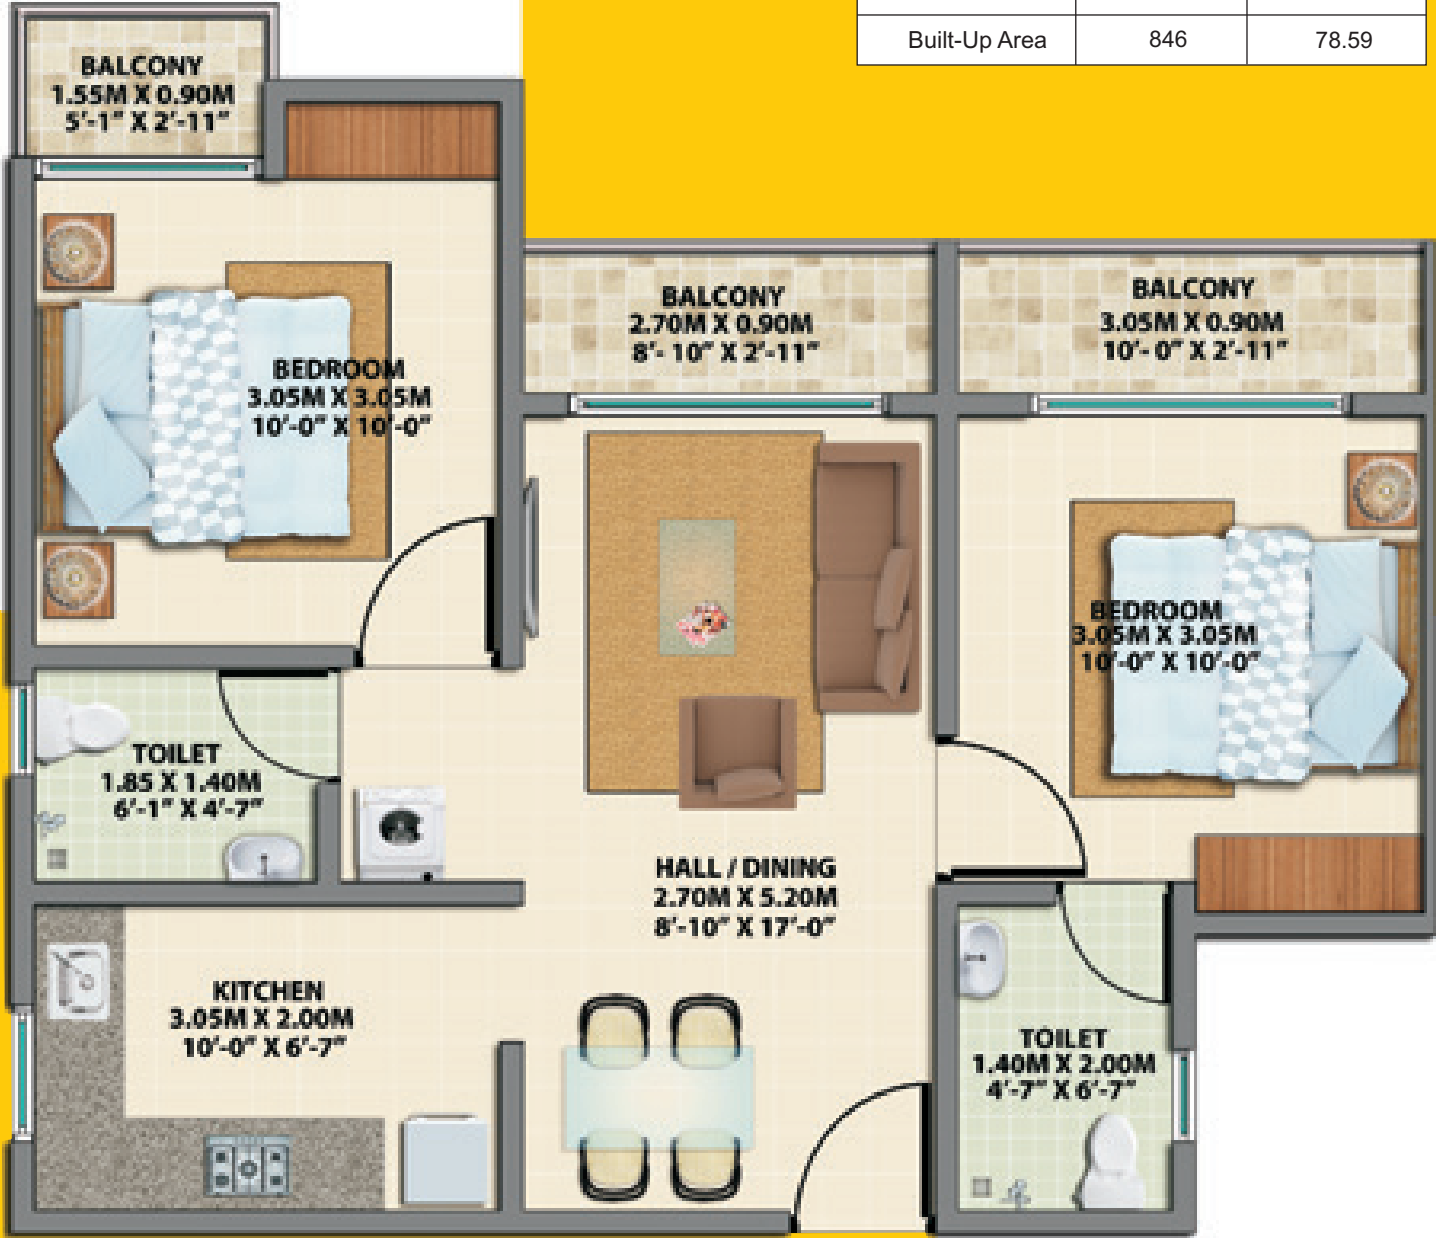 Built-Up Area 846 78.59
BALCONY
1.55M X 0.90M
5'-1" X 2'-11"
BALCONY
2.70M X 0.90M
8'- 10" X 2'-11"
BALCONY
3.05M X 0.90M
10'- 0" X 2'-11"
BEDROOM
3.05M X 3.05M
10'-0" X 10'-0"
BEDROOM
3.05M X 3.05M
10'-0" X 10'-0"
TOILET
1.85 X 1.40M
6'-1" X 4'-7"
HALL / DINING
2.70M X 5.20M
8'-10" X 17'-0"
KITCHEN
3.05M X 2.00M
10'-0" X 6'-7"
TOILET
1.40M X 2.00M
4'-7" X 6'-7"